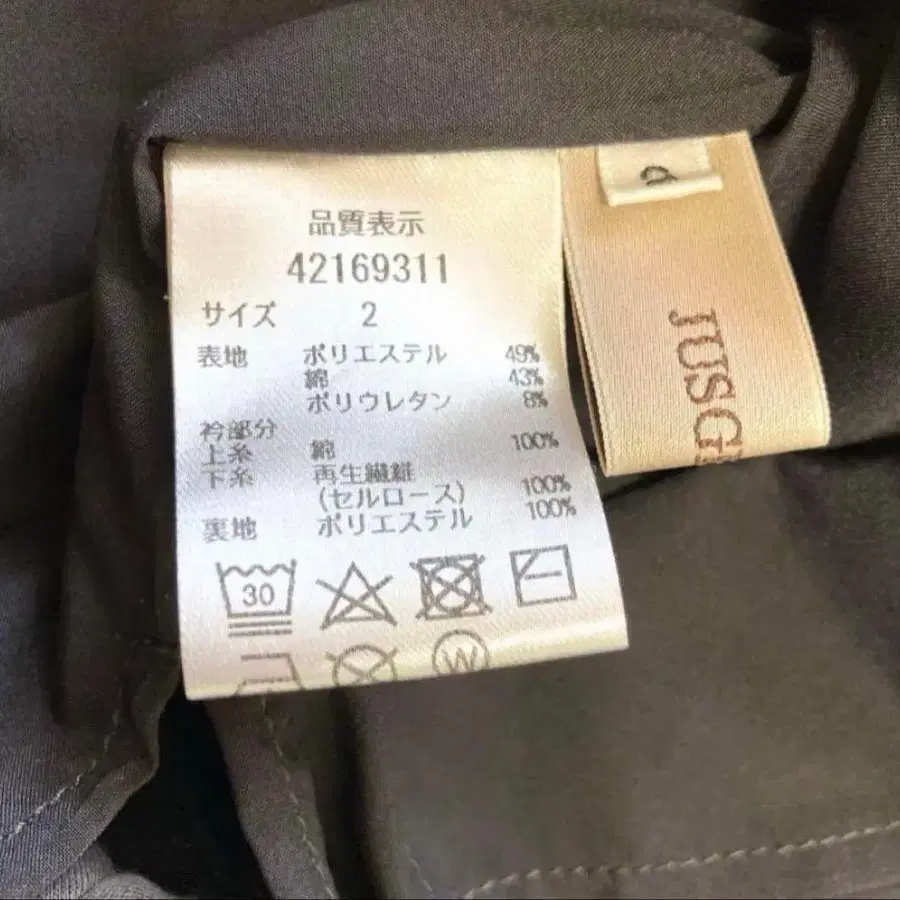 品質表示
42169311
サイズ 2
表地 ポリエステル 49%
綿 43%
ポリウレタン 8%
衿部分
上糸 綿 100%
下糸 再生繊維
(セルロース) 100%
裏地 ポリエステル 100%
30
W